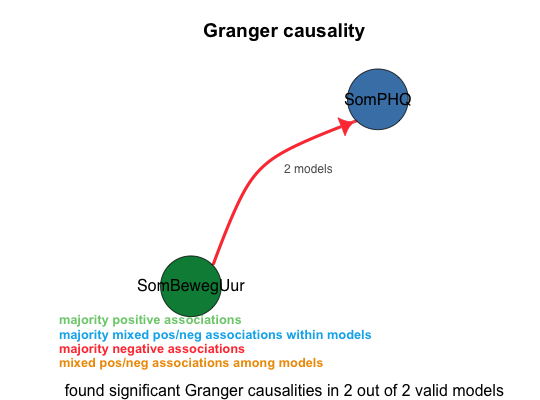 Granger causality
SomPHQ
2 models
SomBewegUur
majority positive associations
majority mixed pos/neg associations within models
majority negative associations
mixed pos/neg associations among models
found significant Granger causalities in 2 out of 2 valid models